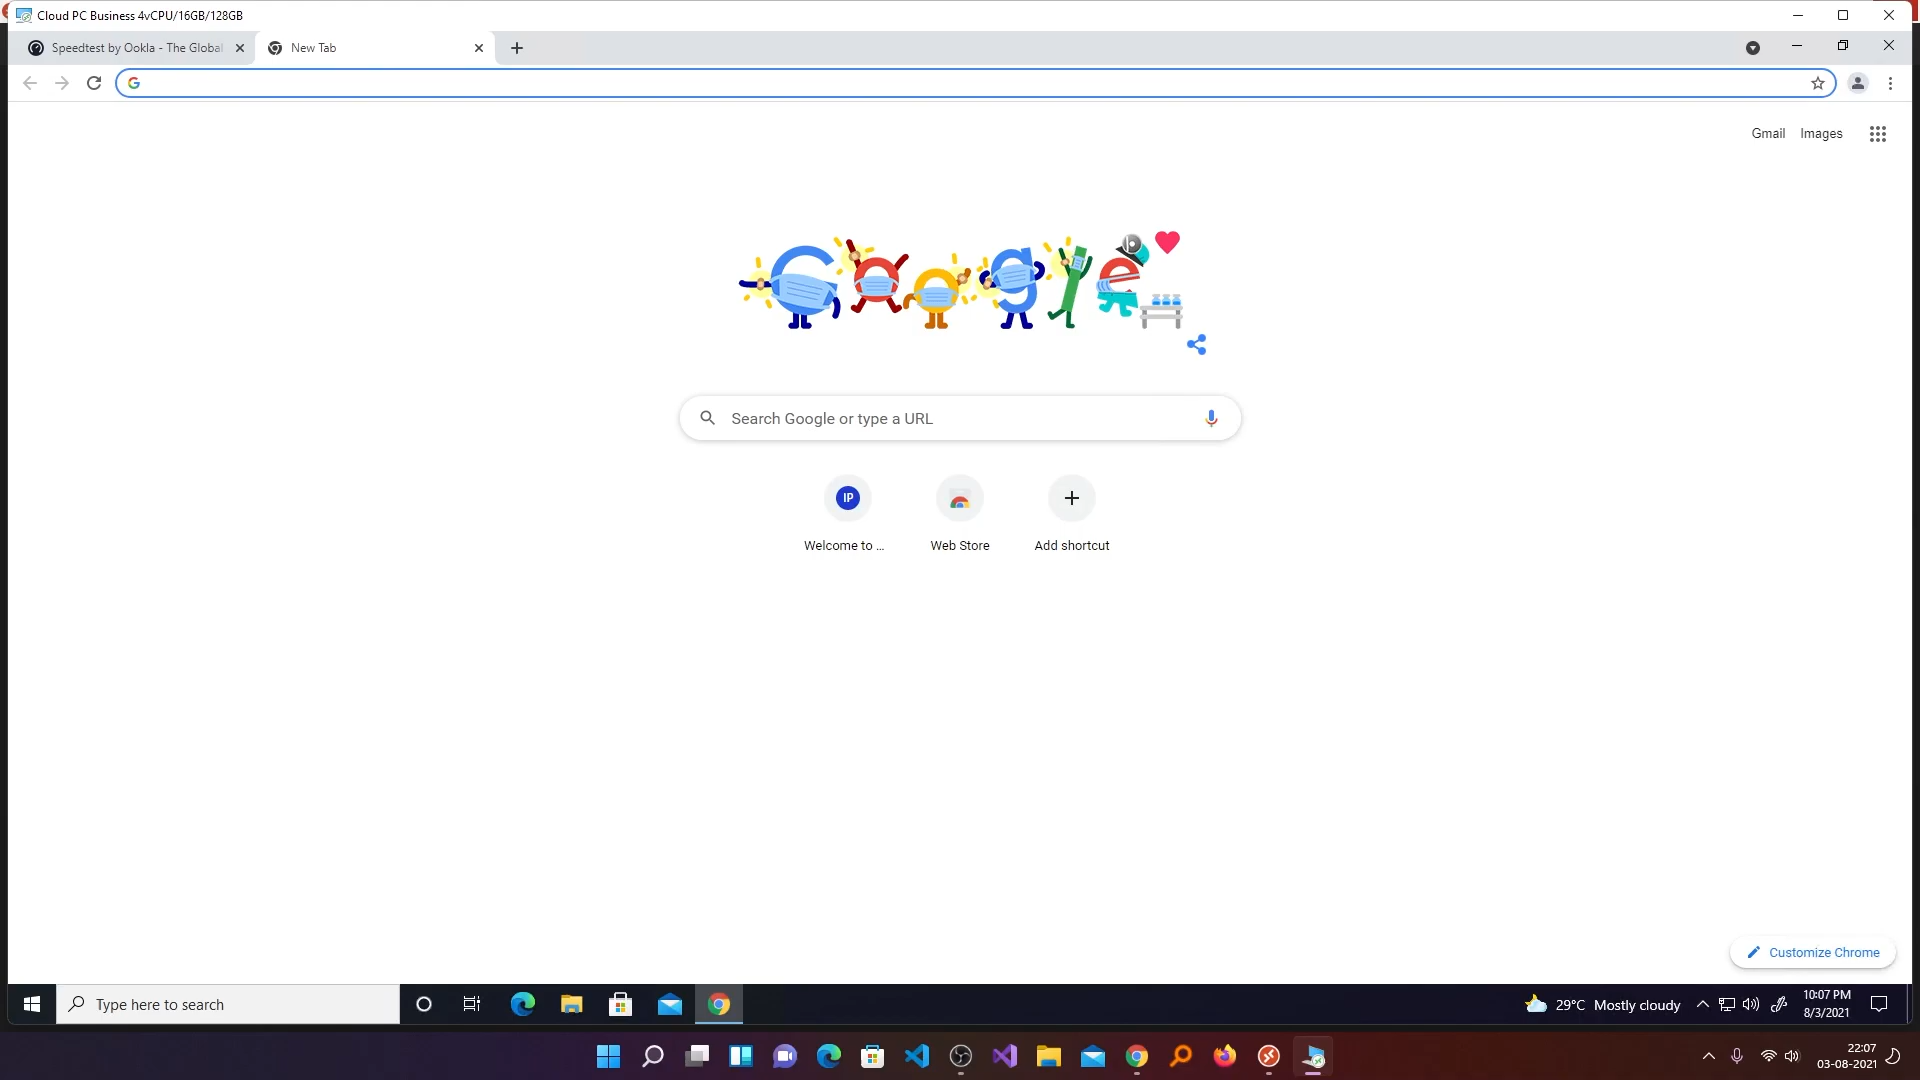 Cloud PC Business 4vCPU/16GB/128GB
Speedtest by Ookla - The Global
New Tab
Gmail
Images
Google
Search Google or type a URL
IP
Welcome to ...
Web Store
Add shortcut
Customize Chrome
Type here to search
29°C Mostly cloudy
10:07 PM
8/3/2021
22:07
03-08-2021